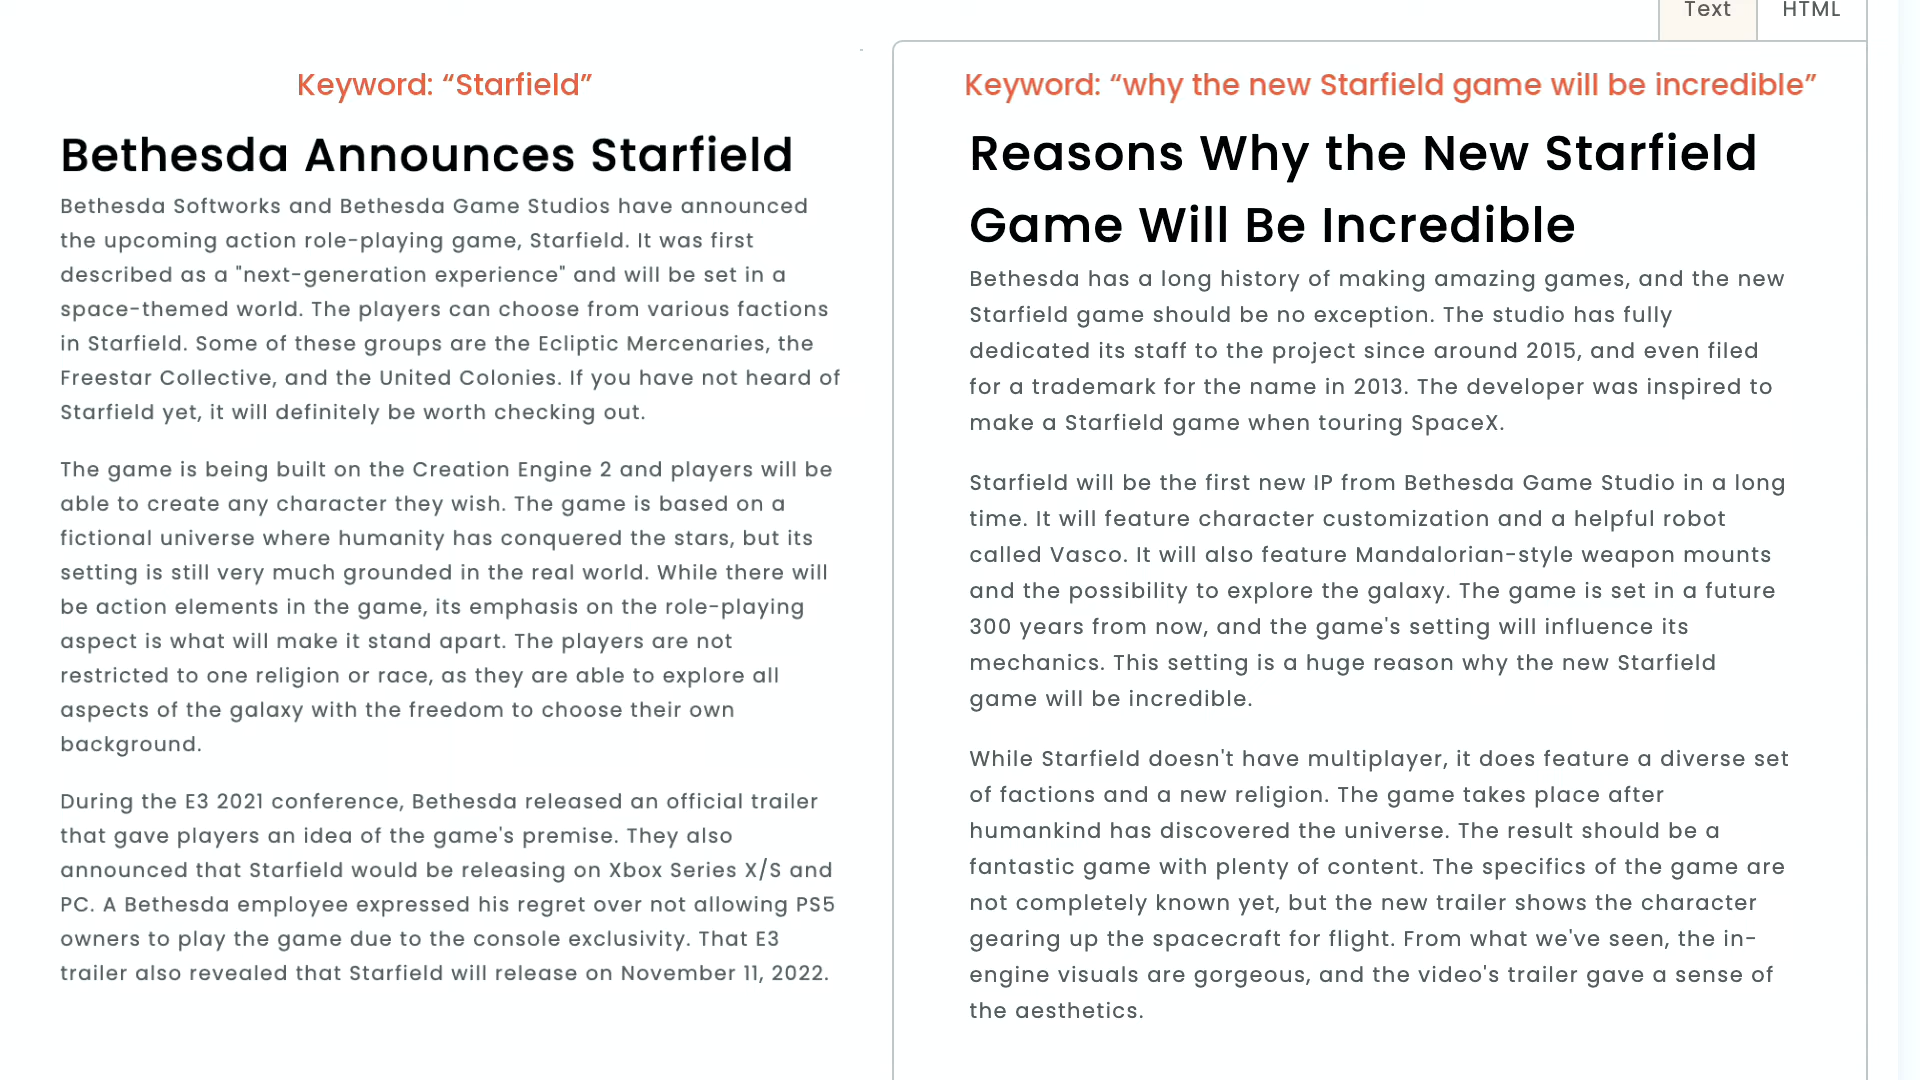 Text
HTML
Keyword: “Starfield”
Bethesda Announces Starfield
Bethesda Softworks and Bethesda Game Studios have announced
the upcoming action role-playing game, Starfield. It was first
described as a "next-generation experience" and will be set in a
space-themed world. The players can choose from various factions
in Starfield. Some of these groups are the Ecliptic Mercenaries, the
Freestar Collective, and the United Colonies. If you have not heard of
Starfield yet, it will definitely be worth checking out.
The game is being built on the Creation Engine 2 and players will be
able to create any character they wish. The game is based on a
fictional universe where humanity has conquered the stars, but its
setting is still very much grounded in the real world. While there will
be action elements in the game, its emphasis on the role-playing
aspect is what will make it stand apart. The players are not
restricted to one religion or race, as they are able to explore all
aspects of the galaxy with the freedom to choose their own
background.
During the E3 2021 conference, Bethesda released an official trailer
that gave players an idea of the game's premise. They also
announced that Starfield would be releasing on Xbox Series X/S and
PC. A Bethesda employee expressed his regret over not allowing PS5
owners to play the game due to the console exclusivity. That E3
trailer also revealed that Starfield will release on November 11, 2022.
Keyword: “why the new Starfield game will be incredible”
Reasons Why the New Starfield
Game Will Be Incredible
Bethesda has a long history of making amazing games, and the new
Starfield game should be no exception. The studio has fully
dedicated its staff to the project since around 2015, and even filed
for a trademark for the name in 2013. The developer was inspired to
make a Starfield game when touring SpaceX.
Starfield will be the first new IP from Bethesda Game Studio in a long
time. It will feature character customization and a helpful robot
called Vasco. It will also feature Mandalorian-style weapon mounts
and the possibility to explore the galaxy. The game is set in a future
300 years from now, and the game's setting will influence its
mechanics. This setting is a huge reason why the new Starfield
game will be incredible.
While Starfield doesn't have multiplayer, it does feature a diverse set
of factions and a new religion. The game takes place after
humankind has discovered the universe. The result should be a
fantastic game with plenty of content. The specifics of the game are
not completely known yet, but the new trailer shows the character
gearing up the spacecraft for flight. From what we've seen, the in-
engine visuals are gorgeous, and the video's trailer gave a sense of
the aesthetics.